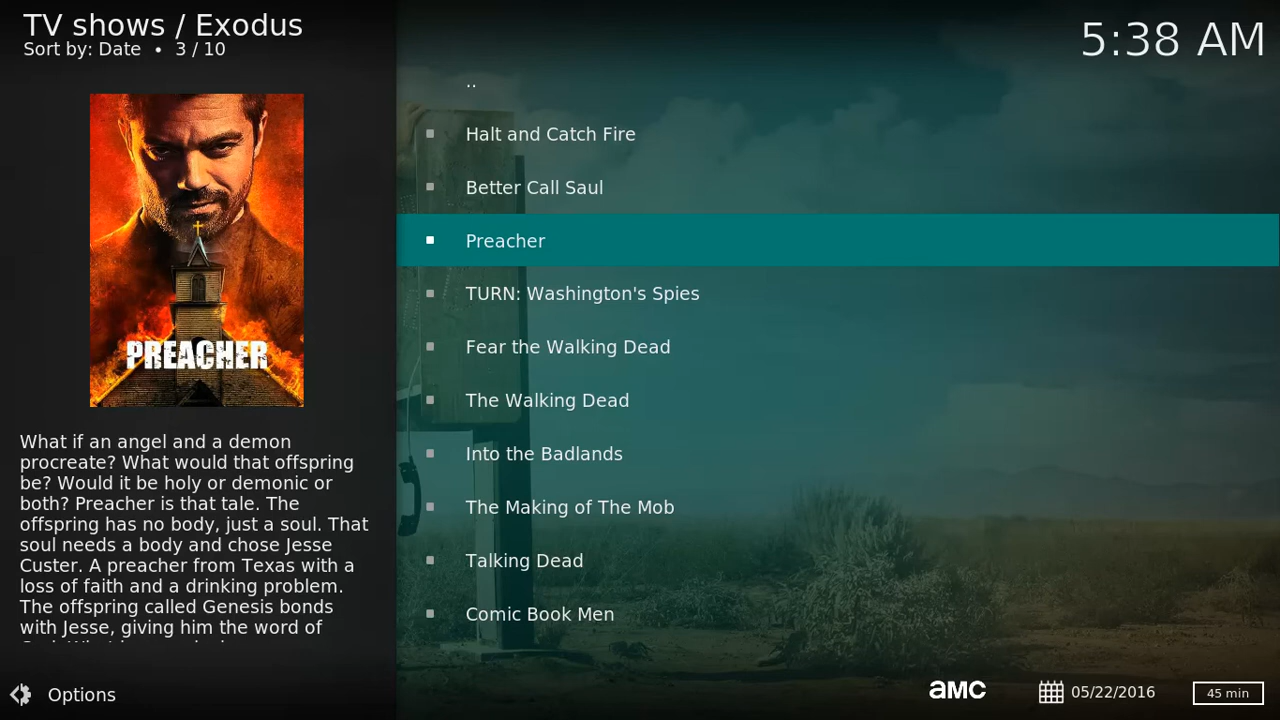 TV shows / Exodus
Sort by: Date • 3 / 10
5:38 AM
PREACHER
What if an angel and a demon
procreate? What would that offspring
be? Would it be holy or demonic or
both? Preacher is that tale. The
offspring has no body, just a soul. That
soul needs a body and chose Jesse
Custer. A preacher from Texas with a
loss of faith and a drinking problem.
The offspring called Genesis bonds
with Jesse, giving him the word of
..
Halt and Catch Fire
Better Call Saul
Preacher
TURN: Washington's Spies
Fear the Walking Dead
The Walking Dead
Into the Badlands
The Making of The Mob
Talking Dead
Comic Book Men
Options
amc
05/22/2016
45 min